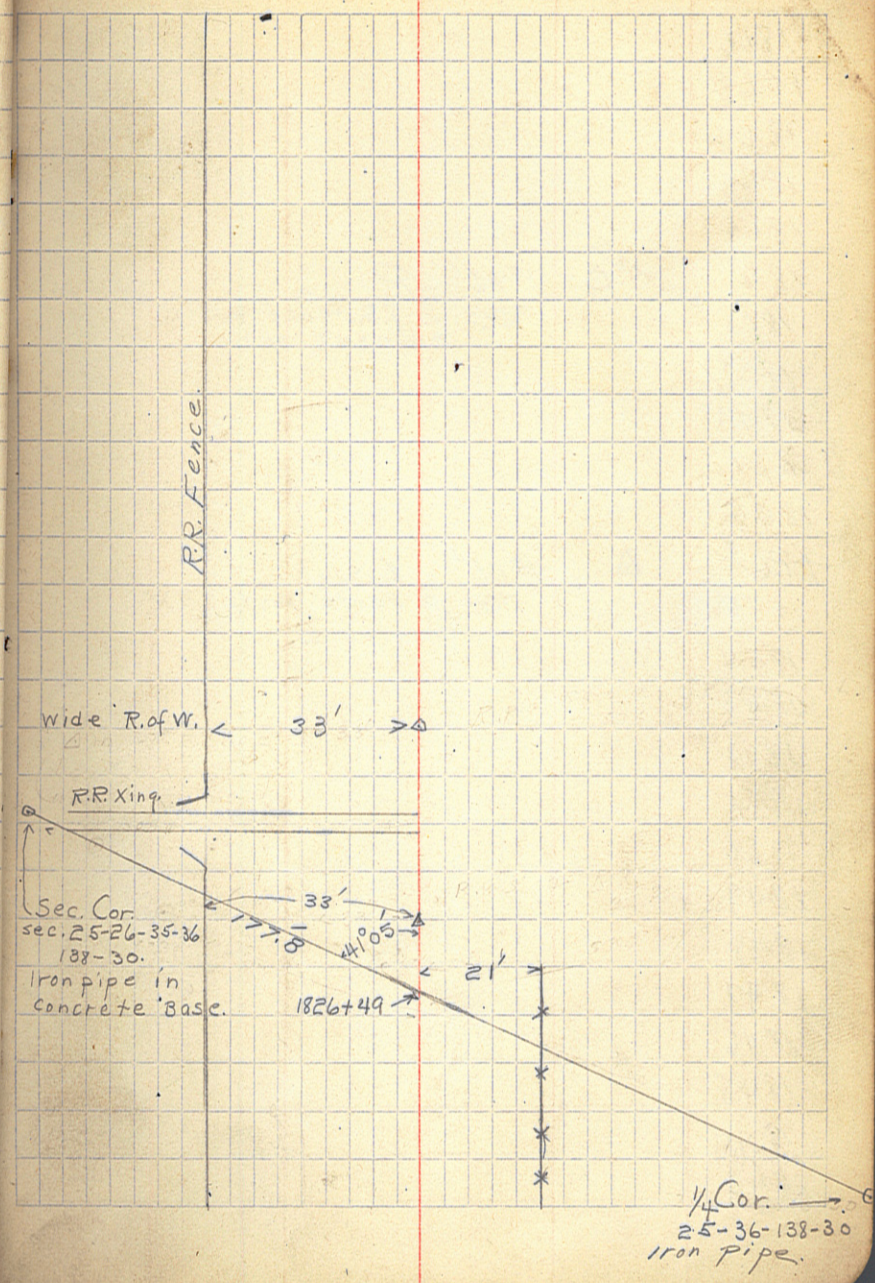 R.R. Fence.
Wide R. of W.
33'
R.R. Xing.
33'
177.8
41°05'
Sec. Cor.
sec. 25-26-35-36
138-30.
Iron pipe in
Concrete Base.
21'
1826+49
1/4 Cor.
25-36-138-30
Iron pipe.